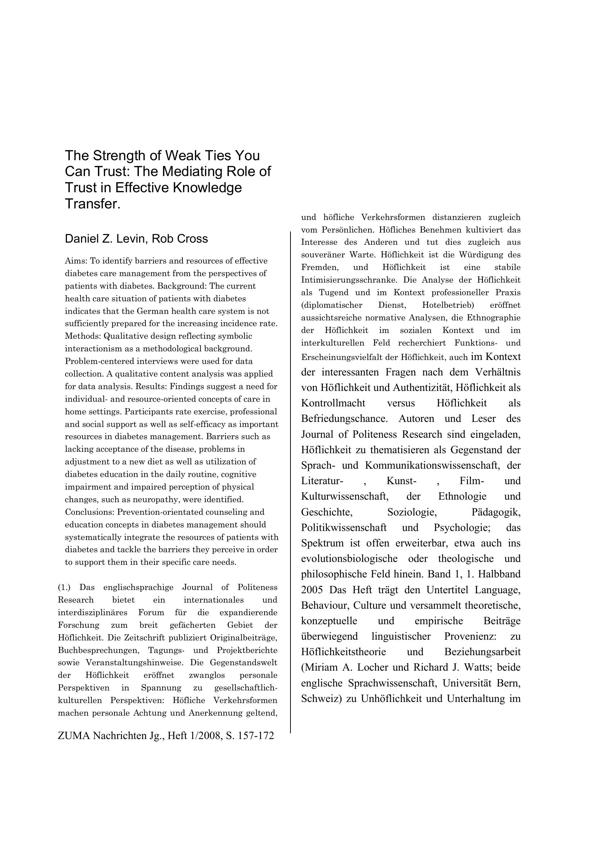 The Strength of Weak Ties You
Can Trust: The Mediating Role of
Trust in Effective Knowledge
Transfer.
Daniel Z. Levin, Rob Cross
Aims: To identify barriers and resources of effective
diabetes care management from the perspectives of
patients with diabetes. Background: The current
health care situation of patients with diabetes
indicates that the German health care system is not
sufficiently prepared for the increasing incidence rate.
Methods: Qualitative design reflecting symbolic
interactionism as a methodological background.
Problem-centered interviews were used for data
collection. A qualitative content analysis was applied
for data analysis. Results: Findings suggest a need for
individual- and resource-oriented concepts of care in
home settings. Participants rate exercise, professional
and social support as well as self-efficacy as important
resources in diabetes management. Barriers such as
lacking acceptance of the disease, problems in
adjustment to a new diet as well as utilization of
diabetes education in the daily routine, cognitive
impairment and impaired perception of physical
changes, such as neuropathy, were identified.
Conclusions: Prevention-orientated counseling and
education concepts in diabetes management should
systematically integrate the resources of patients with
diabetes and tackle the barriers they perceive in order
to support them in their specific care needs.
(1.) Das englischsprachige Journal of Politeness
Research bietet ein internationales und
interdisziplinäres Forum für die expandierende
Forschung zum breit gefächerten Gebiet der
Höflichkeit. Die Zeitschrift publiziert Originalbeiträge,
Buchbesprechungen, Tagungs- und Projektberichte
sowie Veranstaltungshinweise. Die Gegenstandswelt
der Höflichkeit eröffnet zwanglos personale
Perspektiven in Spannung zu gesellschaftlich-
kulturellen Perspektiven: Höfliche Verkehrsformen
machen personale Achtung und Anerkennung geltend,
ZUMA Nachrichten Jg., Heft 1/2008, S. 157-172
und höfliche Verkehrsformen distanzieren zugleich
vom Persönlichen. Höfliches Benehmen kultiviert das
Interesse des Anderen und tut dies zugleich aus
souveräner Warte. Höflichkeit ist die Würdigung des
Fremden, und Höflichkeit ist eine stabile
Intimisierungsschranke. Die Analyse der Höflichkeit
als Tugend und im Kontext professioneller Praxis
(diplomatischer Dienst, Hotelbetrieb) eröffnet
aussichtsreiche normative Analysen, die Ethnographie
der Höflichkeit im sozialen Kontext und im
interkulturellen Feld recherchiert Funktions- und
Erscheinungsvielfalt der Höflichkeit, auch im Kontext
der interessanten Fragen nach dem Verhältnis
von Höflichkeit und Authentizität, Höflichkeit als
Kontrollmacht versus Höflichkeit als
Befriedungschance. Autoren und Leser des
Journal of Politeness Research sind eingeladen,
Höflichkeit zu thematisieren als Gegenstand der
Sprach- und Kommunikationswissenschaft, der
Literatur- , Kunst- , Film- und
Kulturwissenschaft, der Ethnologie und
Geschichte, Soziologie, Pädagogik,
Politikwissenschaft und Psychologie; das
Spektrum ist offen erweiterbar, etwa auch ins
evolutionsbiologische oder theologische und
philosophische Feld hinein. Band 1, 1. Halbband
2005 Das Heft trägt den Untertitel Language,
Behaviour, Culture und versammelt theoretische,
konzeptuelle und empirische Beiträge
überwiegend linguistischer Provenienz: zu
Höflichkeitstheorie und Beziehungsarbeit
(Miriam A. Locher und Richard J. Watts; beide
englische Sprachwissenschaft, Universität Bern,
Schweiz) zu Unhöflichkeit und Unterhaltung im